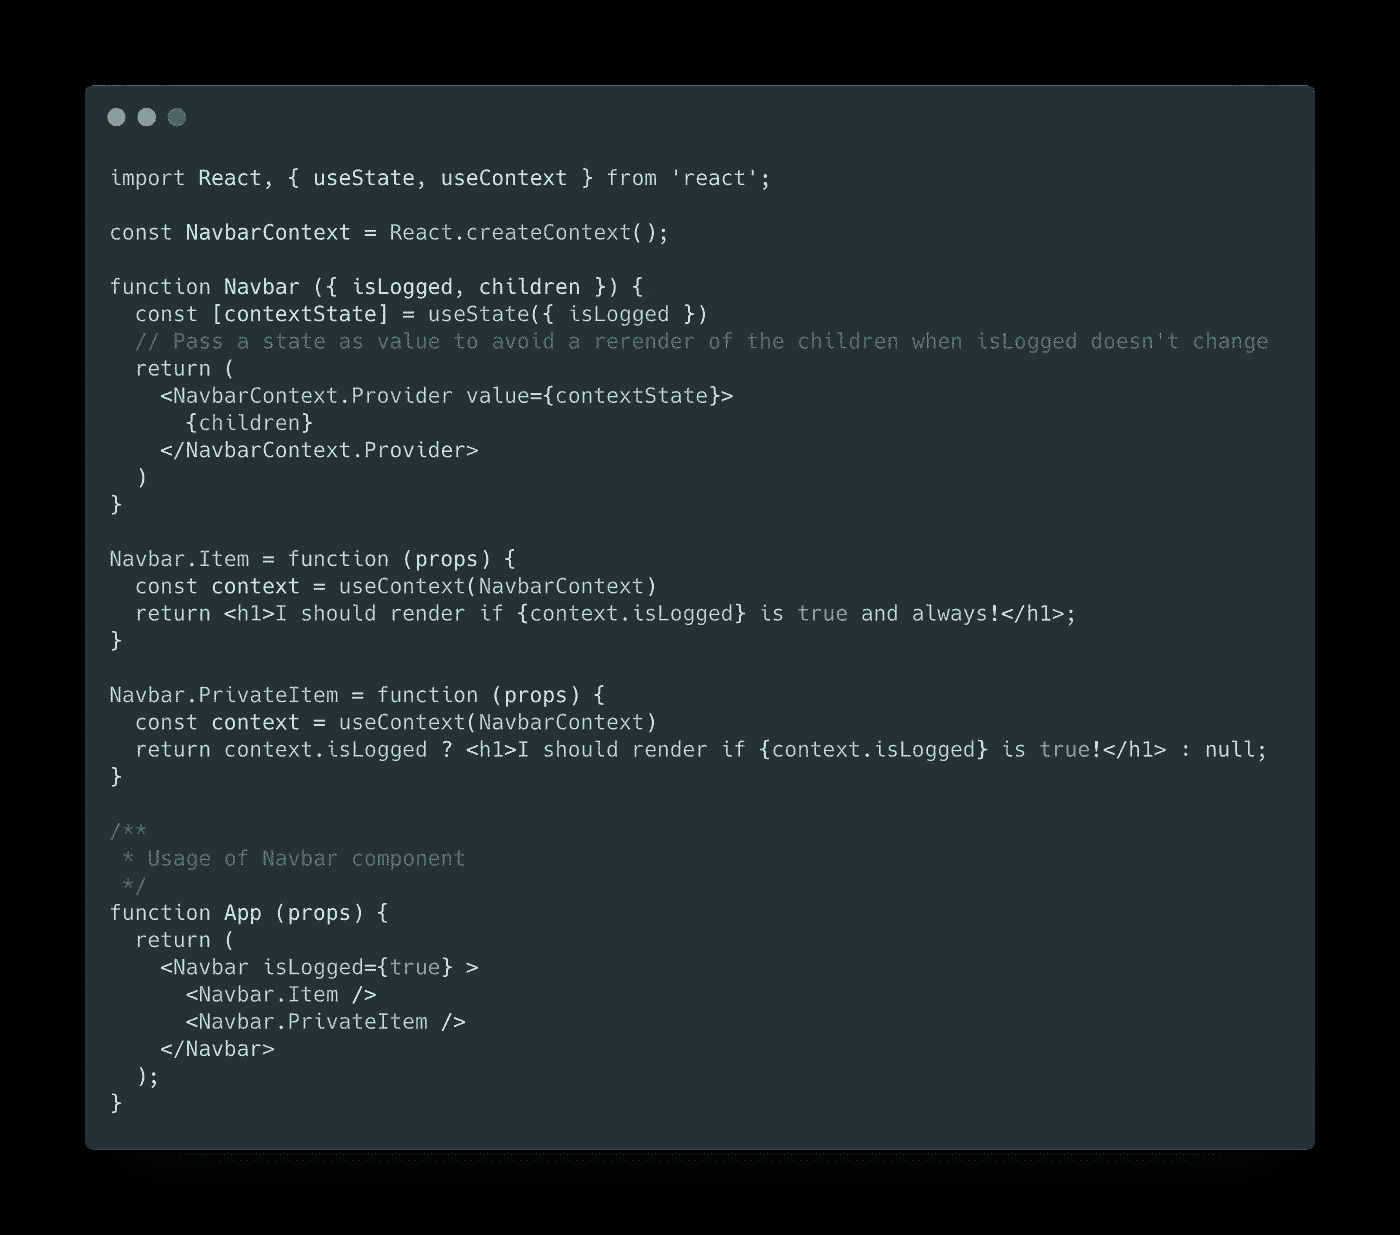 import React, { useState, useContext } from 'react';
const NavbarContext = React.createContext();
function Navbar ({ isLogged, children }) {
const [contextState] = useState({ isLogged })
// Pass a state as value to avoid a rerender of the children when isLogged doesn't change
return (
<NavbarContext.Provider value={contextState}>
{children}
</NavbarContext.Provider>
)
}
Navbar.Item = function (props) {
const context = useContext(NavbarContext)
return <h1>I should render if {context.isLogged} is true and always!</h1>;
}
Navbar.PrivateItem = function (props) {
const context = useContext(NavbarContext)
return context.isLogged ? <h1>I should render if {context.isLogged} is true!</h1> : null;
}
/**
* Usage of Navbar component
*/
function App (props) {
return (
<Navbar isLogged={true} >
<Navbar.Item />
<Navbar.PrivateItem />
</Navbar>
);
}